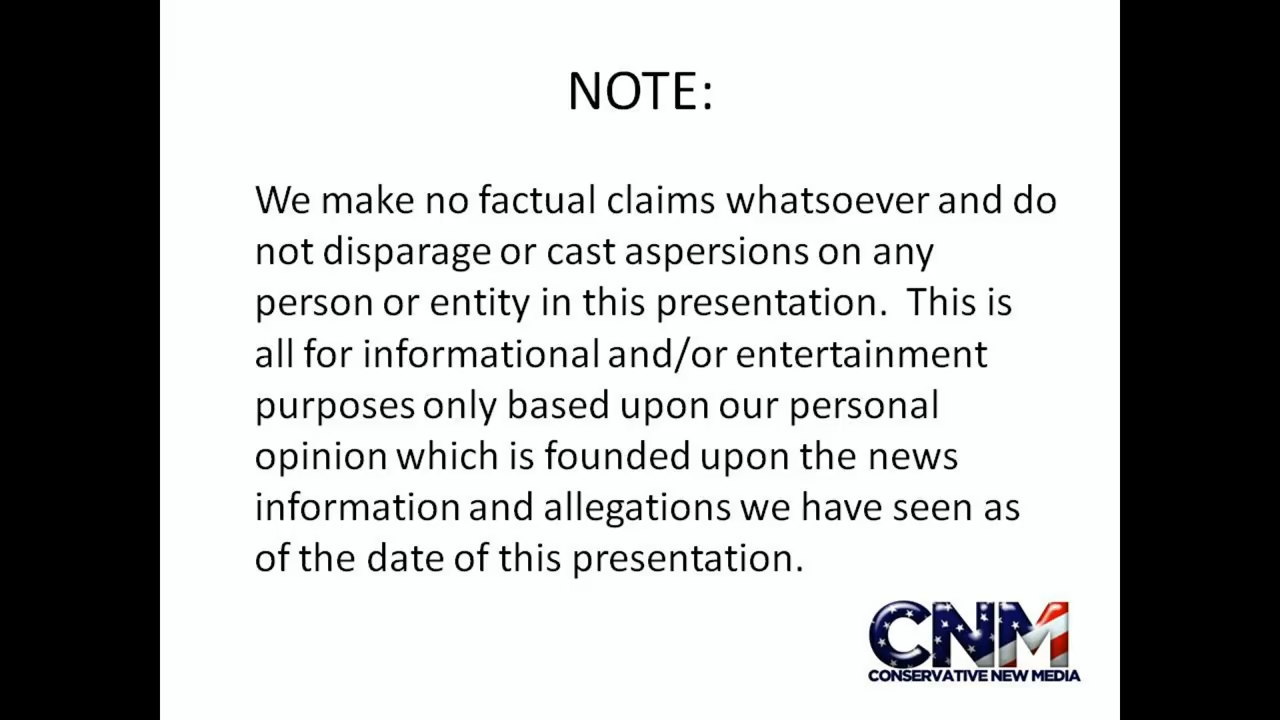 NOTE:
We make no factual claims whatsoever and do
not disparage or cast aspersions on any
person or entity in this presentation.  This is
all for informational and/or entertainment
purposes only based upon our personal
opinion which is founded upon the news
information and allegations we have seen as
of the date of this presentation.
CNM
CONSERVATIVE NEW MEDIA